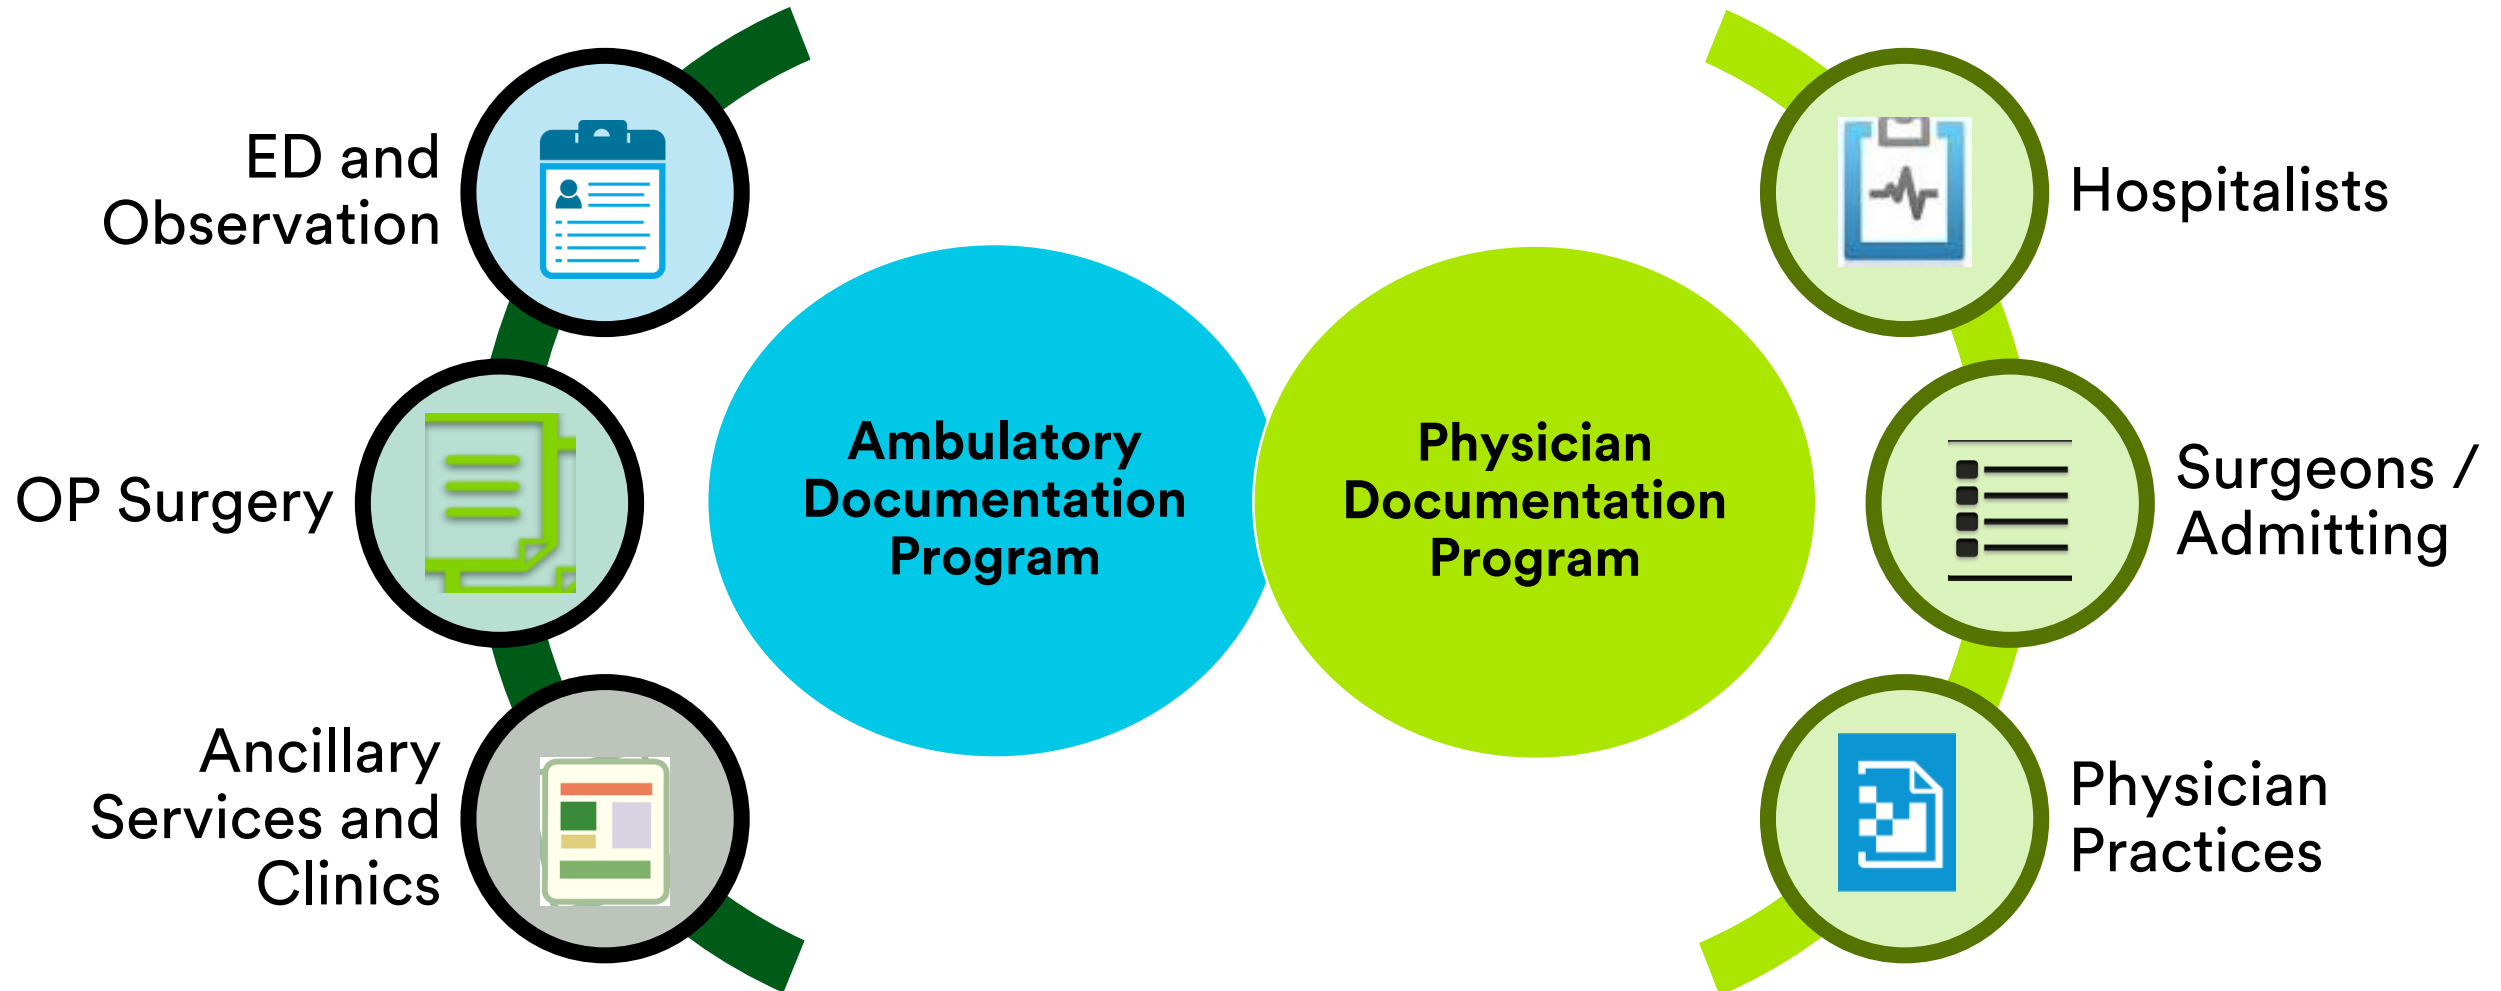 ED and
Observation
OP Surgery
Ancillary
Services and
Clinics
Ambulatory
Documentation
Program
Physician
Documentation
Program
Hospitalists
Surgeons /
Admitting
Physician
Practices